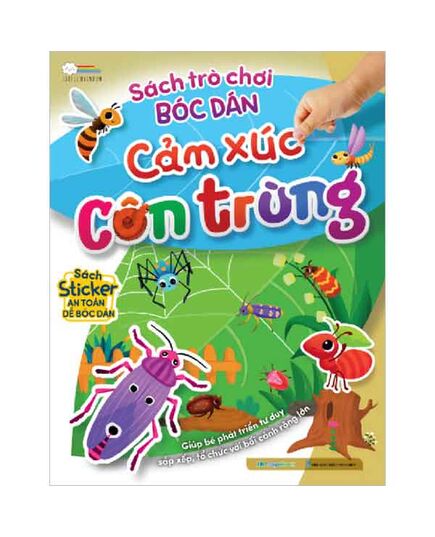 Sách trò chơi
BÓC DÁN
Cảm xúc
Côn trùng
Sách
Sticker
AN TOÀN
DỄ BÓC DÁN
Giúp bé phát triển tư duy
sắp xếp, tổ chức với bối cảnh rộng lớn